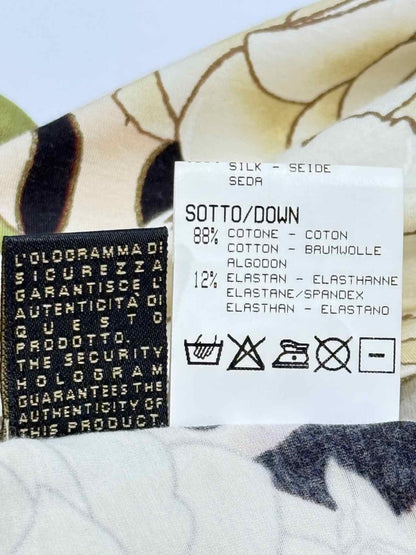 SILK - SEIDE
SEDA
SOTTO/DOWN
88% COTONE - COTON
COTTON - BAUMWOLLE
ALGODON
12% ELASTAN - ELASTHANNE
ELASTANE/SPANDEX
ELASTHAN - ELASTANO
L'OLOGRAMMA DI
SICUREZZA
GARANTISCE L'
AUTENTICITÀ DI
QUESTO
PRODOTTO.
THE SECURITY
HOLOGRAM
GUARANTEES THE
AUTHENTICITY OF
THIS PRODUCT